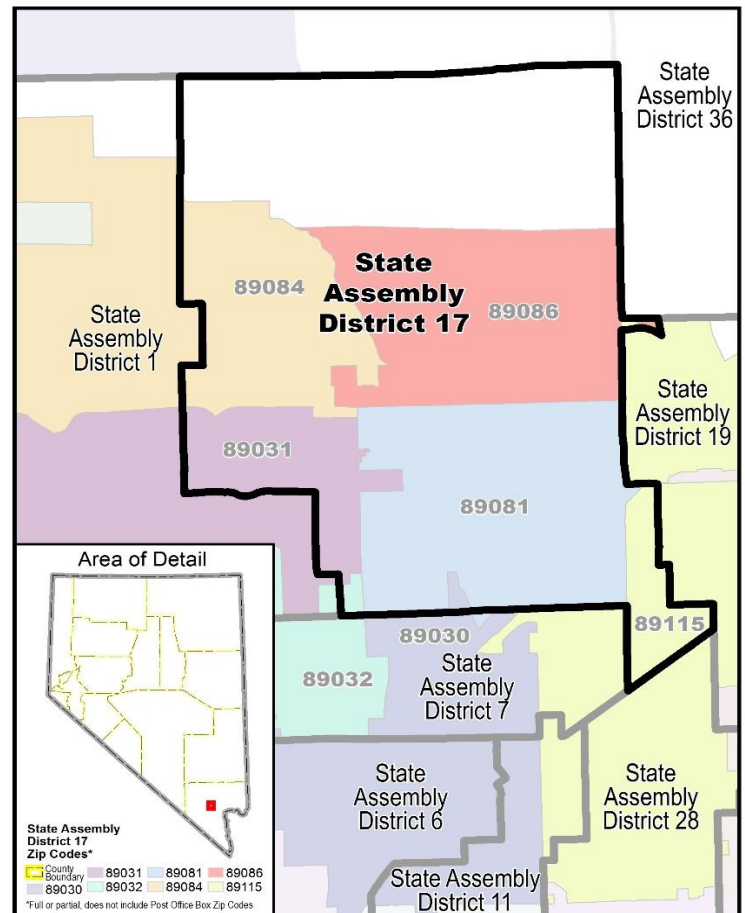 State
Assembly
District 36
State
Assembly
District 17
89084
89086
State
Assembly
District 1
State
Assembly
District 19
89031
89081
89115
89030
89032
State
Assembly
District 7
State
Assembly
District 6
State
Assembly
District 28
State Assembly
District 11
Area of Detail
State Assembly
District 17
Zip Codes*
County
Boundary
89031
89081
89086
89030
89032
89084
89115
*Full or partial, does not include Post Office Box Zip Codes